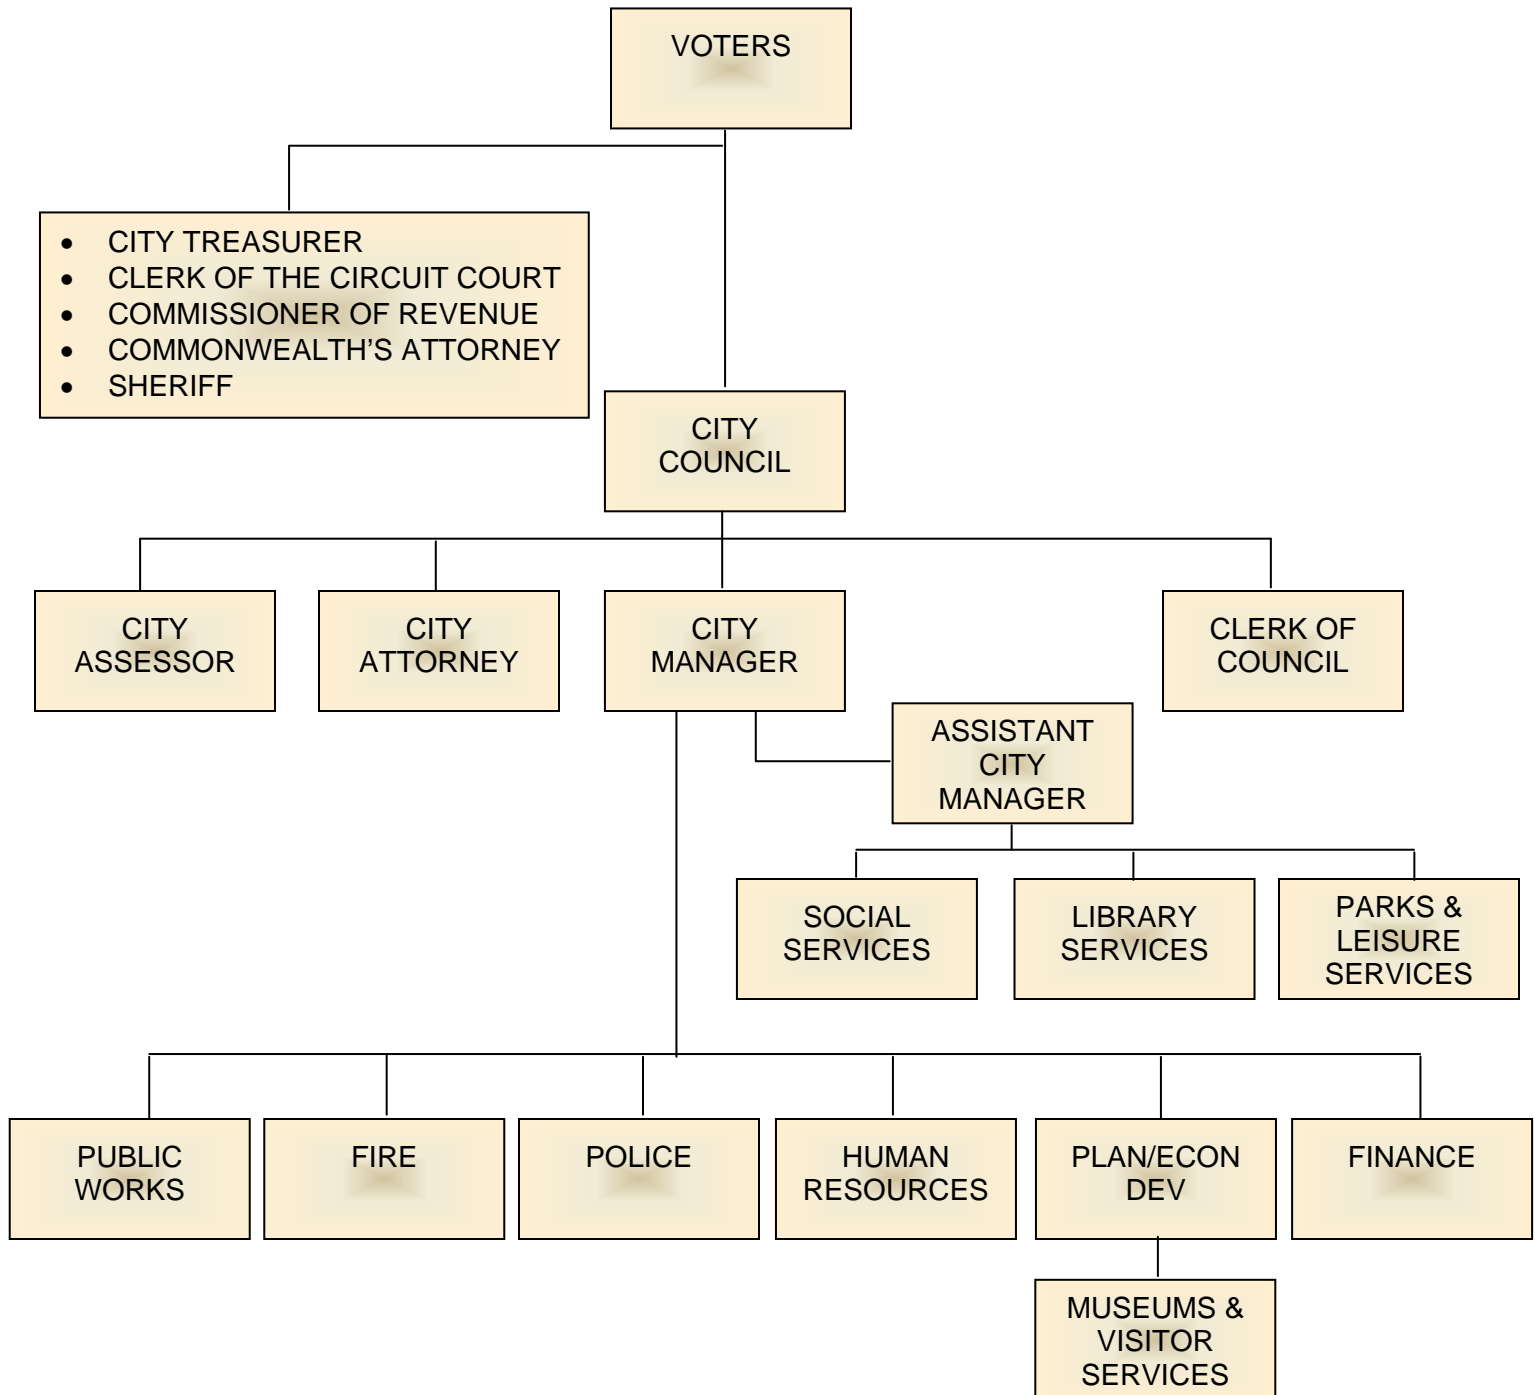 VOTERS
• CITY TREASURER
• CLERK OF THE CIRCUIT COURT
• COMMISSIONER OF REVENUE
• COMMONWEALTH’S ATTORNEY
• SHERIFF
CITY
COUNCIL
CITY
ASSESSOR
CITY
ATTORNEY
CITY
MANAGER
CLERK OF
COUNCIL
ASSISTANT
CITY
MANAGER
SOCIAL
SERVICES
LIBRARY
SERVICES
PARKS &
LEISURE
SERVICES
PUBLIC
WORKS
FIRE
POLICE
HUMAN
RESOURCES
PLAN/ECON
DEV
FINANCE
MUSEUMS &
VISITOR
SERVICES